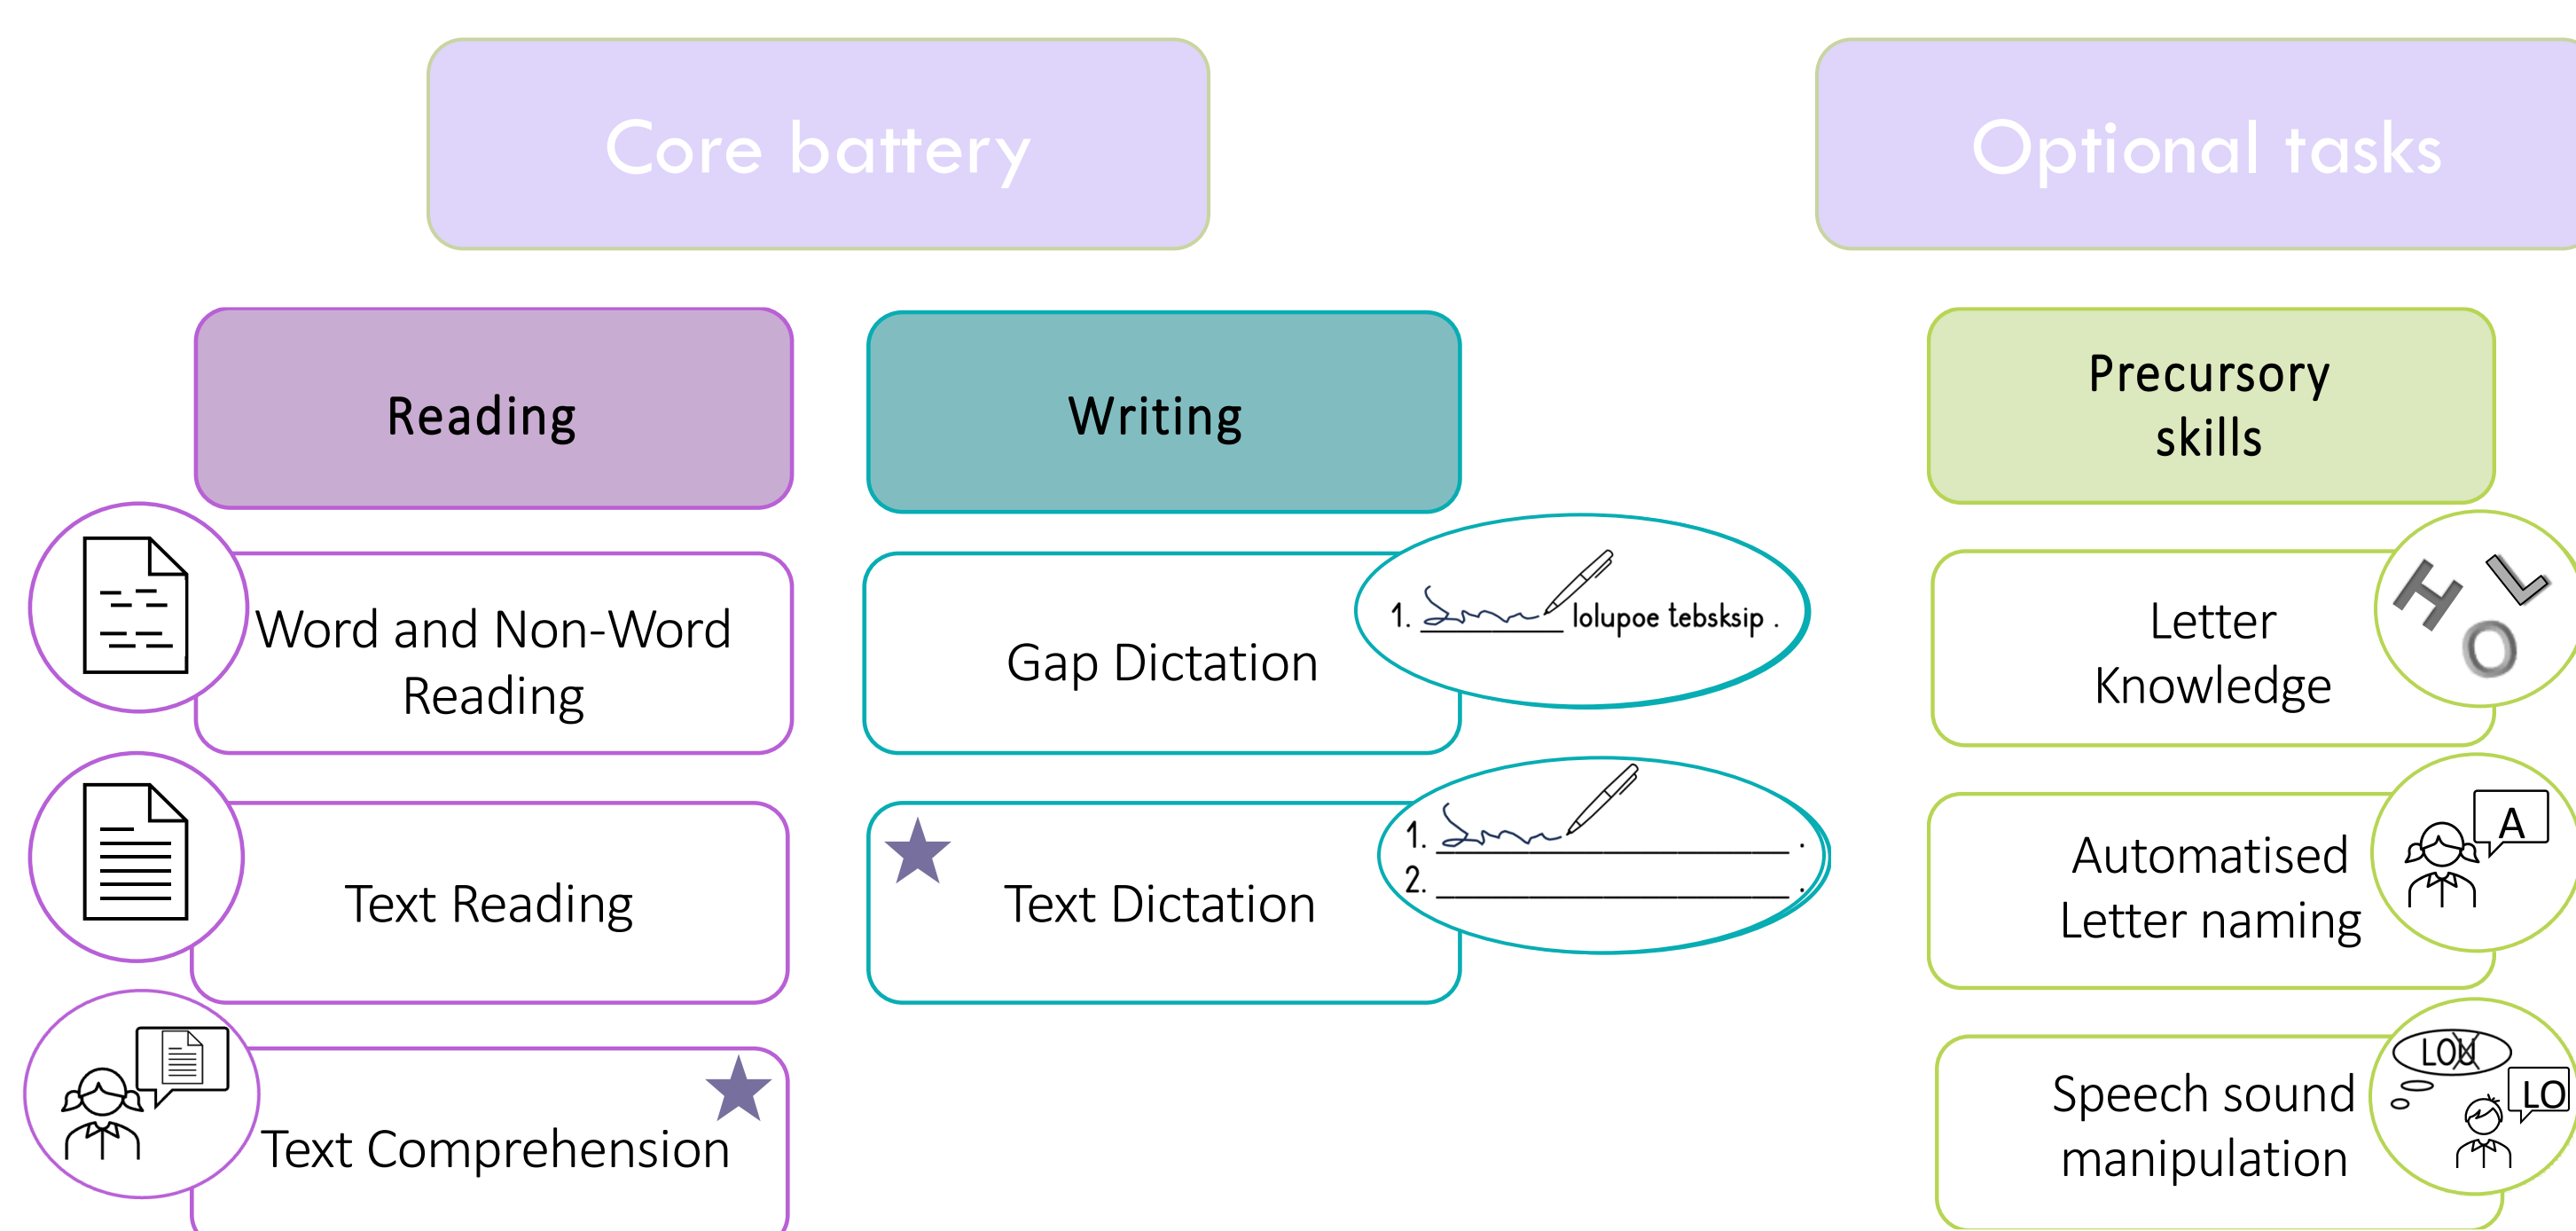 Core battery
Optional tasks
Reading
Writing
Precursory
skills
Word and Non-Word
Reading
Gap Dictation
1. lolupoe tebsksip .
Letter
Knowledge
H L
O
Text Reading
Text Dictation
1. .
2. .
Automatised
Letter naming
A
Text Comprehension
Speech sound
manipulation
LOU
LO